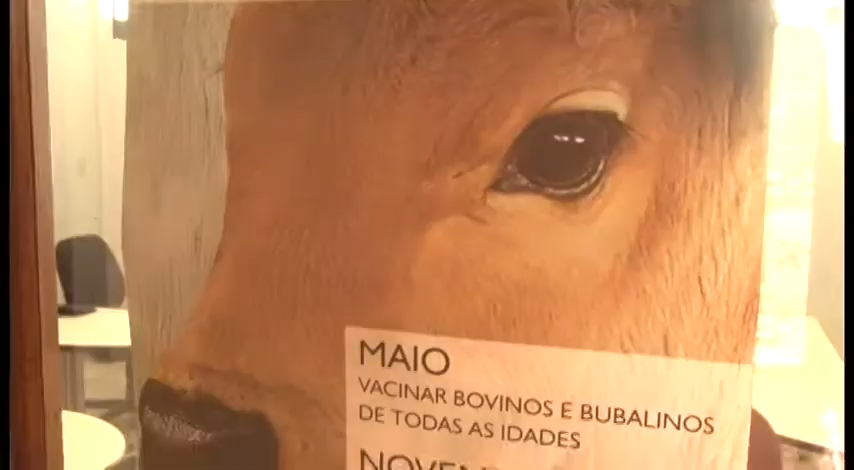 MAIO
VACINAR BOVINOS E BUBALINOS
DE TODAS AS IDADES